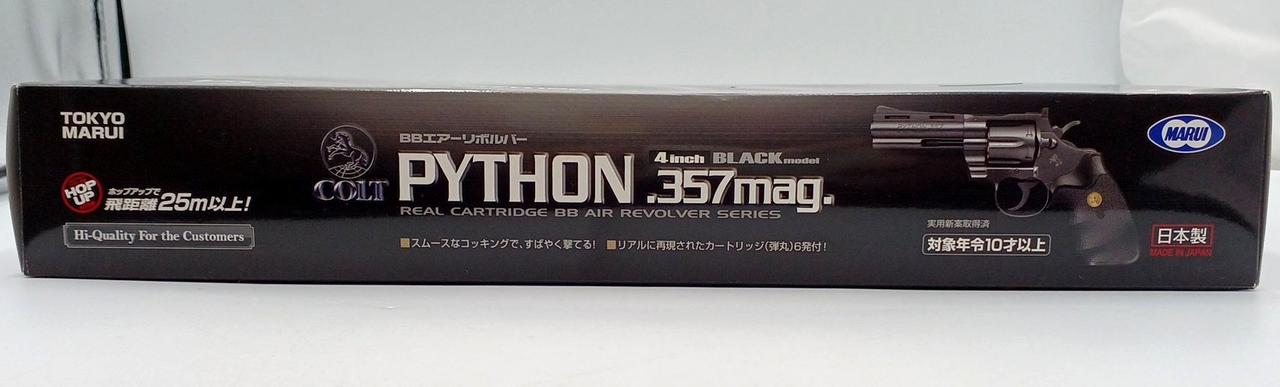 TOKYO
MARUI
HOP
UP
ホップアップで
飛距離25m以上!
Hi-Quality For the Customers
COLT
BBエアーリボルバー
PYTHON .357mag.
4inch BLACK model
REAL CARTRIDGE BB AIR REVOLVER SERIES
■スムースなコッキングで、すばやく撃てる! ■リアルに再現されたカートリッジ(弾丸)6発付!
実用新案取得済
対象年令10才以上
MARUI
日本製
MADE IN JAPAN